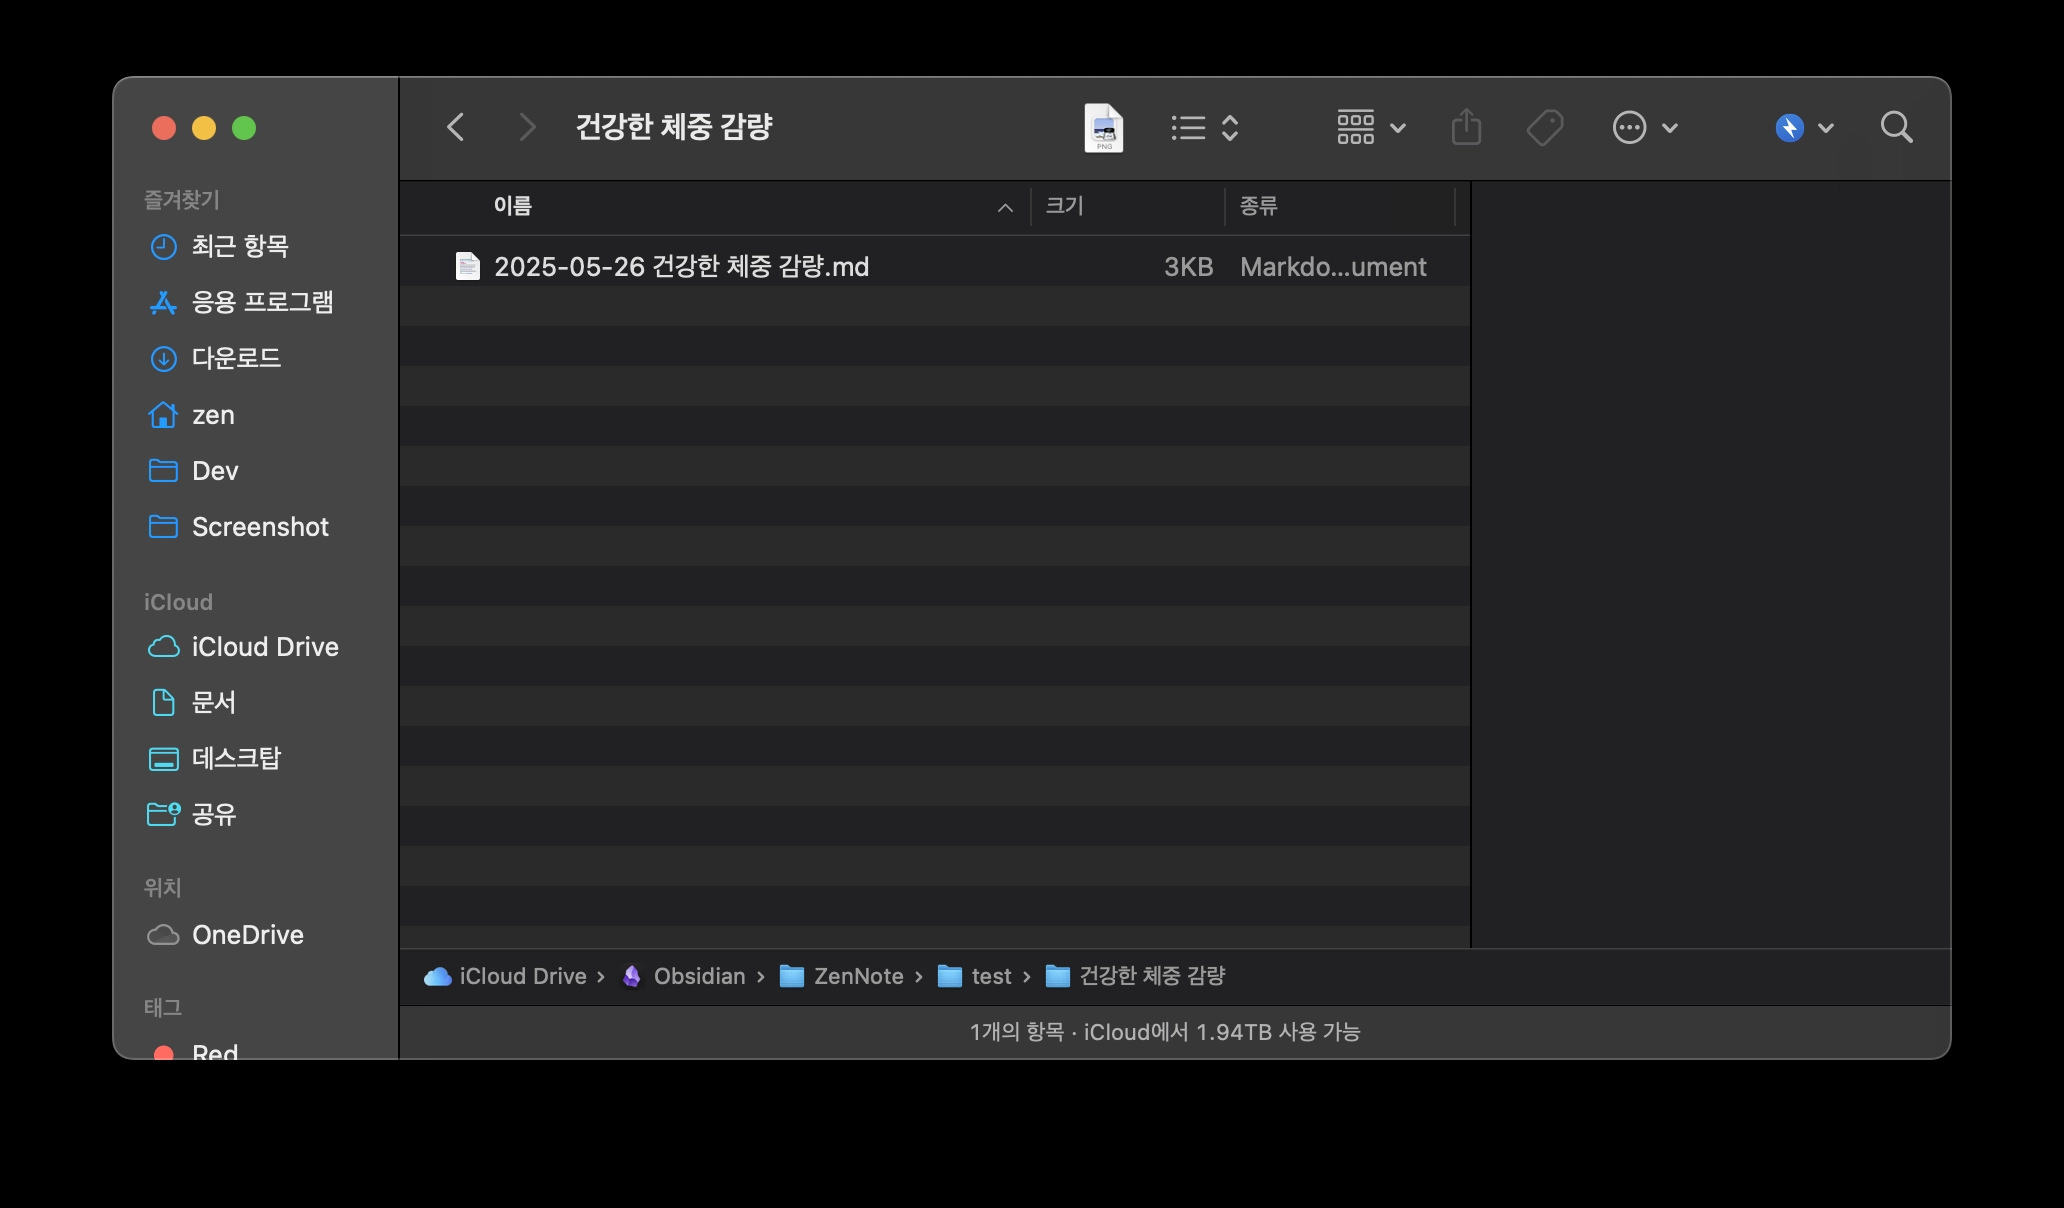 건강한 체중 감량
PNG
즐겨찾기
최근 항목
응용 프로그램
다운로드
zen
Dev
Screenshot
iCloud
iCloud Drive
문서
데스크탑
공유
위치
OneDrive
태그
Red
이름 크기 종류
2025-05-26 건강한 체중 감량.md 3KB Markdo...ument
iCloud Drive › Obsidian › ZenNote › test › 건강한 체중 감량
1개의 항목 · iCloud에서 1.94TB 사용 가능